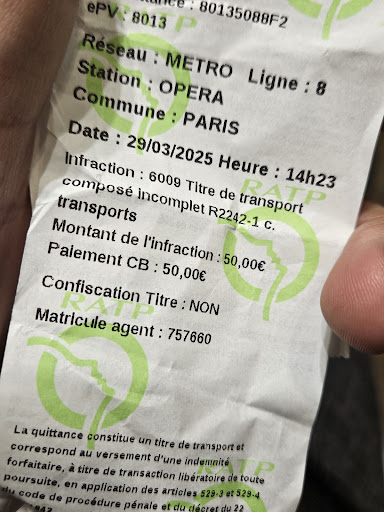 ance : 80135088F2
ePV : 8013
Réseau : METRO Ligne : 8
Station : OPERA
Commune : PARIS
Date : 29/03/2025 Heure : 14h23
Infraction : 6009 Titre de transport
composé incomplet R2242-1 c.
transports
Montant de l'infraction : 50,00€
Paiement CB : 50,00€
Confiscation Titre : NON
Matricule agent : 757660
RATP
RATP
RATP
La quittance constitue un titre de transport et
correspond au versement d'une indemnité
forfaitaire, à titre de transaction libératoire de toute
poursuite, en application des articles 529-3 et 529-4
du code de procédure pénale et du décret du 22